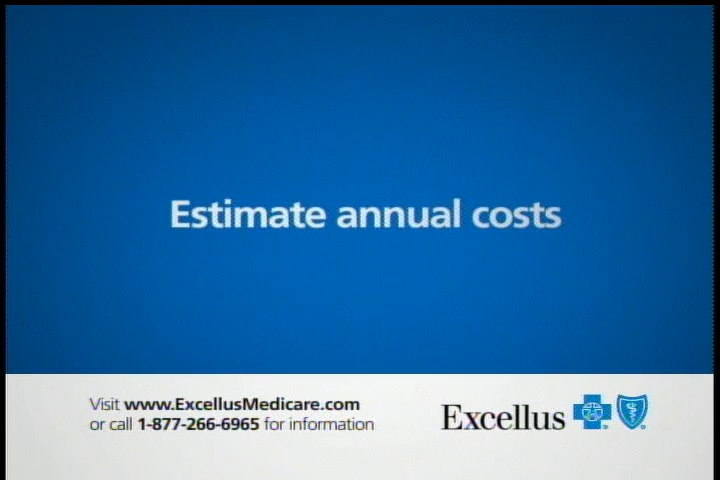 Estimate annual costs
Visit www.ExcellusMedicare.com
or call 1-877-266-6965 for information
Excellus